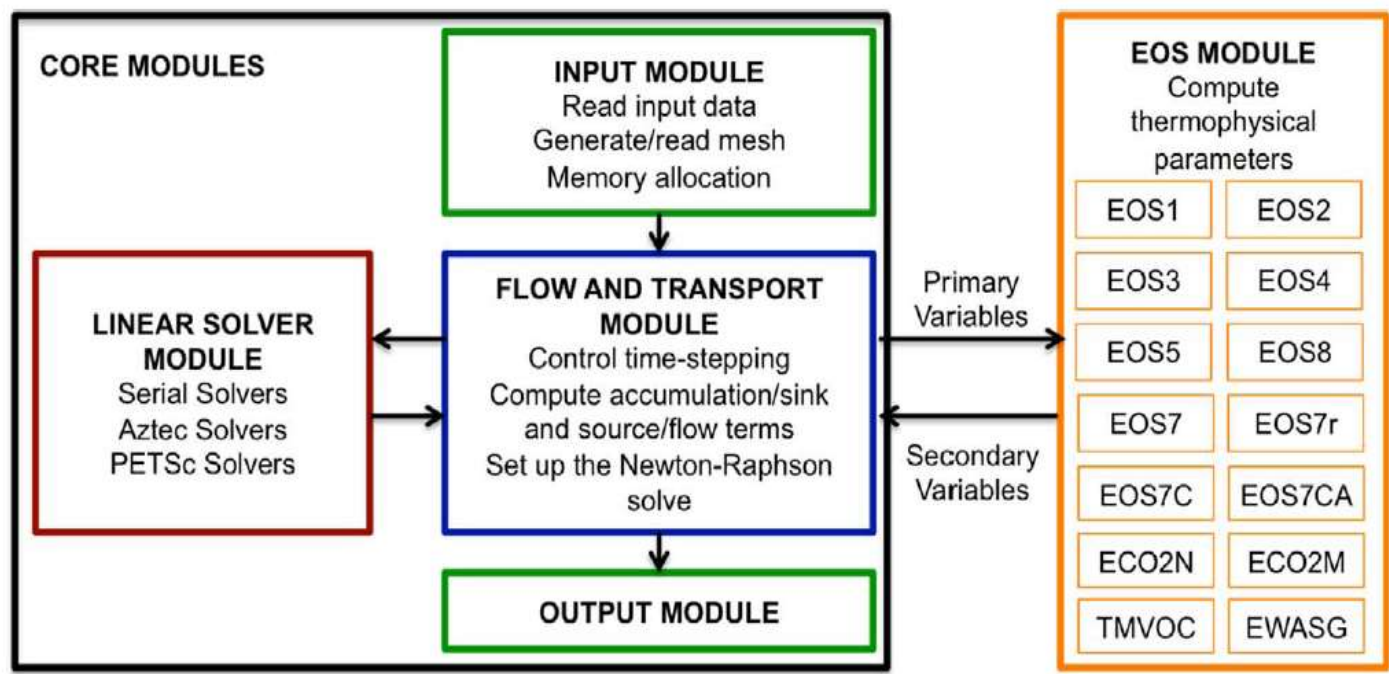 CORE MODULES
INPUT MODULE
Read input data
Generate/read mesh
Memory allocation
LINEAR SOLVER
MODULE
Serial Solvers
Aztec Solvers
PETSc Solvers
FLOW AND TRANSPORT
MODULE
Control time-stepping
Compute accumulation/sink
and source/flow terms
Set up the Newton-Raphson
solve
OUTPUT MODULE
Primary
Variables
Secondary
Variables
EOS MODULE
Compute
thermophysical
parameters
EOS1
EOS2
EOS3
EOS4
EOS5
EOS8
EOS7
EOS7r
EOS7C
EOS7CA
ECO2N
ECO2M
TMVOC
EWASG